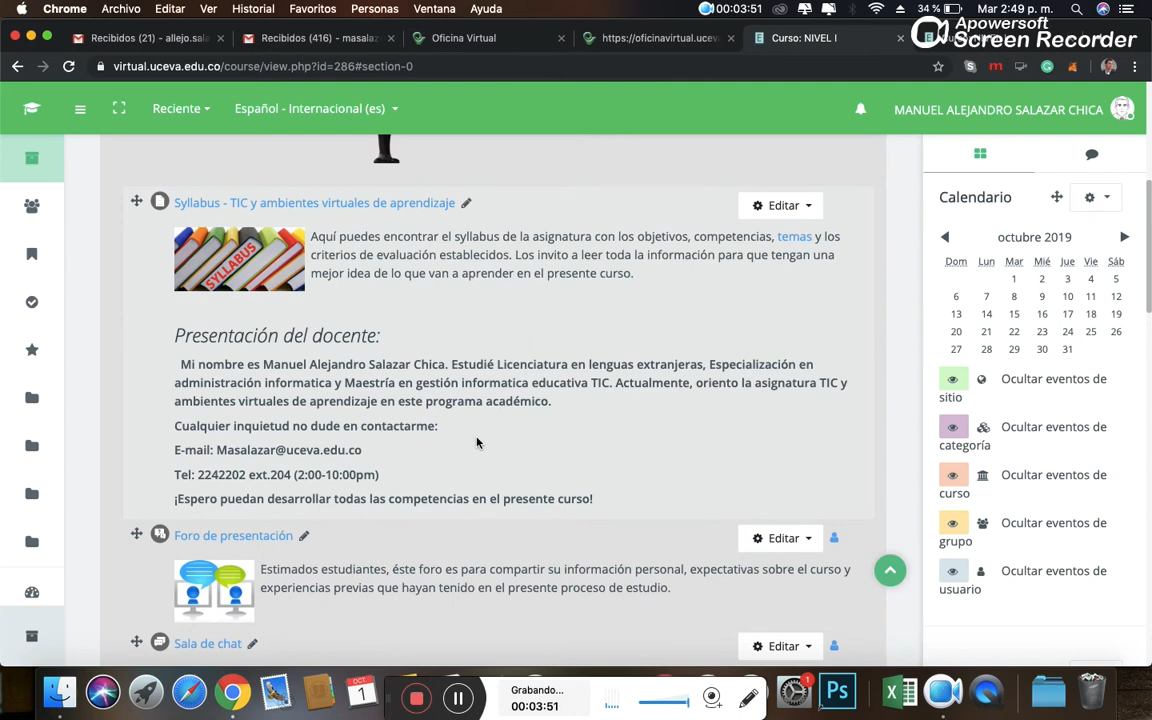 Chrome Archivo Editar Ver Historial Favoritos Personas Ventana Ayuda 00:03:51 34 % Mar 2:49 p. m.
Apowersoft
Screen Recorder
Recibidos (21) - allejo.sala × Recibidos (416) - masalaz × Oficina Virtual × https://oficinavirtual.uceva × Curso: NIVEL I ×
virtual.uceva.edu.co/course/view.php?id=286#section-0
Reciente Español - Internacional (es) MANUEL ALEJANDRO SALAZAR CHICA
Syllabus - TIC y ambientes virtuales de aprendizaje Editar
SYLLABUS
Aquí puedes encontrar el syllabus de la asignatura con los objetivos, competencias, temas y los
criterios de evaluación establecidos. Los invito a leer toda la información para que tengan una
mejor idea de lo que van a aprender en el presente curso.
Presentación del docente:
Mi nombre es Manuel Alejandro Salazar Chica. Estudié Licenciatura en lenguas extranjeras, Especialización en
administración informatica y Maestría en gestión informatica educativa TIC. Actualmente, oriento la asignatura TIC y
ambientes virtuales de aprendizaje en este programa académico.
Cualquier inquietud no dude en contactarme:
E-mail: Masalazar@uceva.edu.co
Tel: 2242202 ext.204 (2:00-10:00pm)
¡Espero puedan desarrollar todas las competencias en el presente curso!
Foro de presentación Editar
Estimados estudiantes, éste foro es para compartir su información personal, expectativas sobre el curso y
experiencias previas que hayan tenido en el presente proceso de estudio.
Sala de chat Editar
Calendario
octubre 2019
Dom Lun Mar Mié Jue Vie Sáb
1 2 3 4 5
6 7 8 9 10 11 12
13 14 15 16 17 18 19
20 21 22 23 24 25 26
27 28 29 30 31
Ocultar eventos de
sitio
Ocultar eventos de
categoría
Ocultar eventos de
curso
Ocultar eventos de
grupo
Ocultar eventos de
usuario
OCT
1
Grabando...
00:03:51
1
Ps